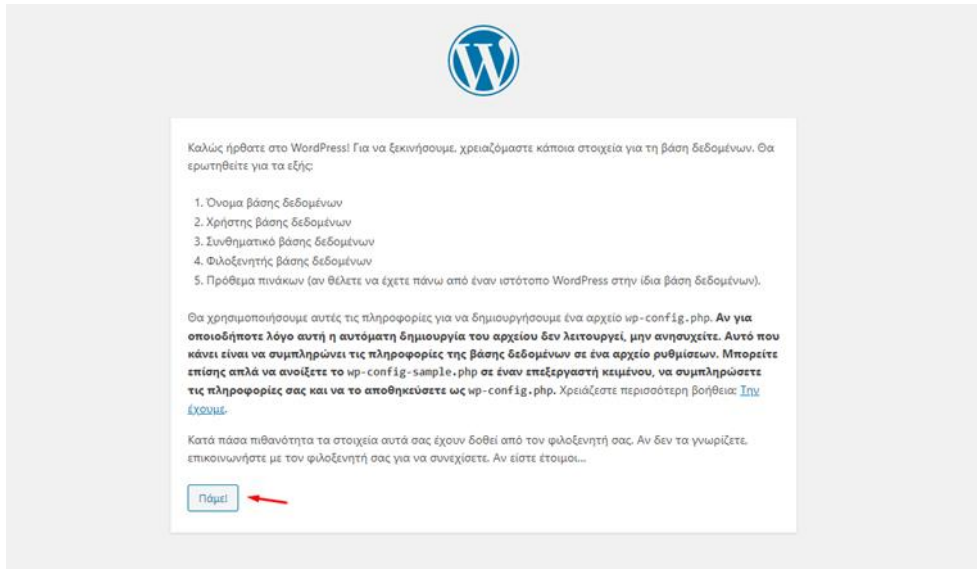 Καλώς ήρθατε στο WordPress! Για να ξεκινήσουμε, χρειαζόμαστε κάποια στοιχεία για τη βάση δεδομένων. Θα
ερωτηθείτε για τα εξής:
1. Όνομα βάσης δεδομένων
2. Χρήστης βάσης δεδομένων
3. Συνθηματικό βάσης δεδομένων
4. Φιλοξενητής βάσης δεδομένων
5. Πρόθεμα πινάκων (αν θέλετε να έχετε πάνω από έναν ιστότοπο WordPress στην ίδια βάση δεδομένων).
Θα χρησιμοποιήσουμε αυτές τις πληροφορίες για να δημιουργήσουμε ένα αρχείο wp-config.php. Αν για
οποιοδήποτε λόγο αυτή η αυτόματη δημιουργία του αρχείου δεν λειτουργεί, μην ανησυχείτε. Αυτό που
κάνει είναι να συμπληρώνει τις πληροφορίες της βάσης δεδομένων σε ένα αρχείο ρυθμίσεων. Μπορείτε
επίσης απλά να ανοίξετε το wp-config-sample.php σε έναν επεξεργαστή κειμένου, να συμπληρώσετε
τις πληροφορίες σας και να το αποθηκεύσετε ως wp-config.php. Χρειάζεστε περισσότερη βοήθεια; Την
έχουμε.
Κατά πάσα πιθανότητα τα στοιχεία αυτά σας έχουν δοθεί από τον φιλοξενητή σας. Αν δεν τα γνωρίζετε,
επικοινωνήστε με τον φιλοξενητή σας για να συνεχίσετε. Αν είστε έτοιμοι...
Πάμε!